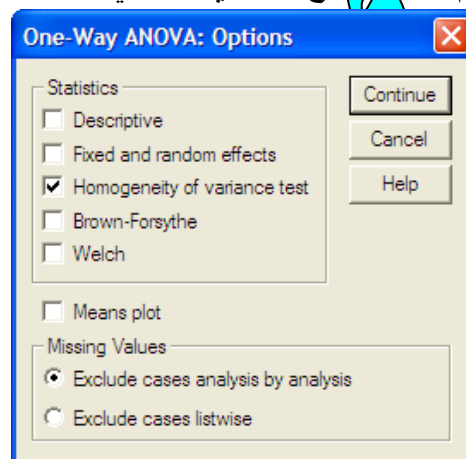 One-Way ANOVA: Options
Statistics
Descriptive
Fixed and random effects
Homogeneity of variance test
Brown-Forsythe
Welch
Continue
Cancel
Help
Means plot
Missing Values
Exclude cases analysis by analysis
Exclude cases listwise